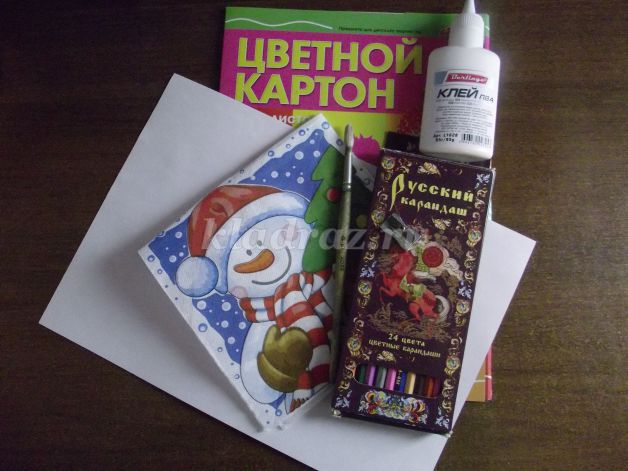 ЦВЕТНОЙ
КАРТОН
Berlingo
КЛЕЙ ПВА
Русский
карандаш
24 цвета
цветные карандаши
kladraz.ru